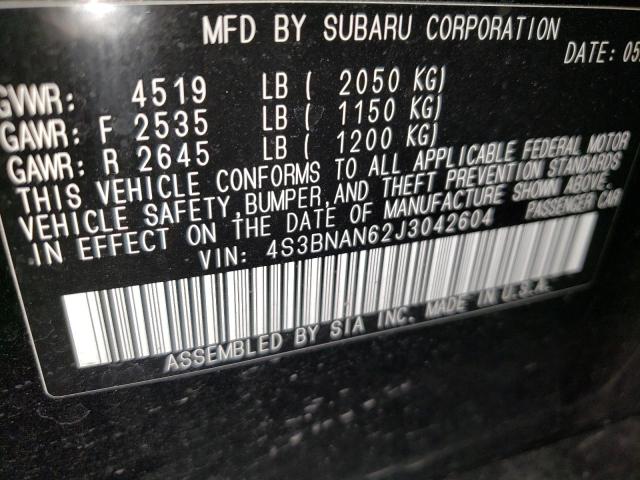 MFD BY SUBARU CORPORATION
DATE: 05
GVWR: 4519 LB ( 2050 KG)
GAWR: F 2535 LB ( 1150 KG)
GAWR: R 2645 LB ( 1200 KG)
THIS VEHICLE CONFORMS TO ALL APPLICABLE FEDERAL MOTOR
VEHICLE SAFETY, BUMPER, AND THEFT PREVENTION STANDARDS
IN EFFECT ON THE DATE OF MANUFACTURE SHOWN ABOVE.
VIN: 4S3BNAN62J3042604 PASSENGER CAR
ASSEMBLED BY SIA INC. MADE IN U.S.A.